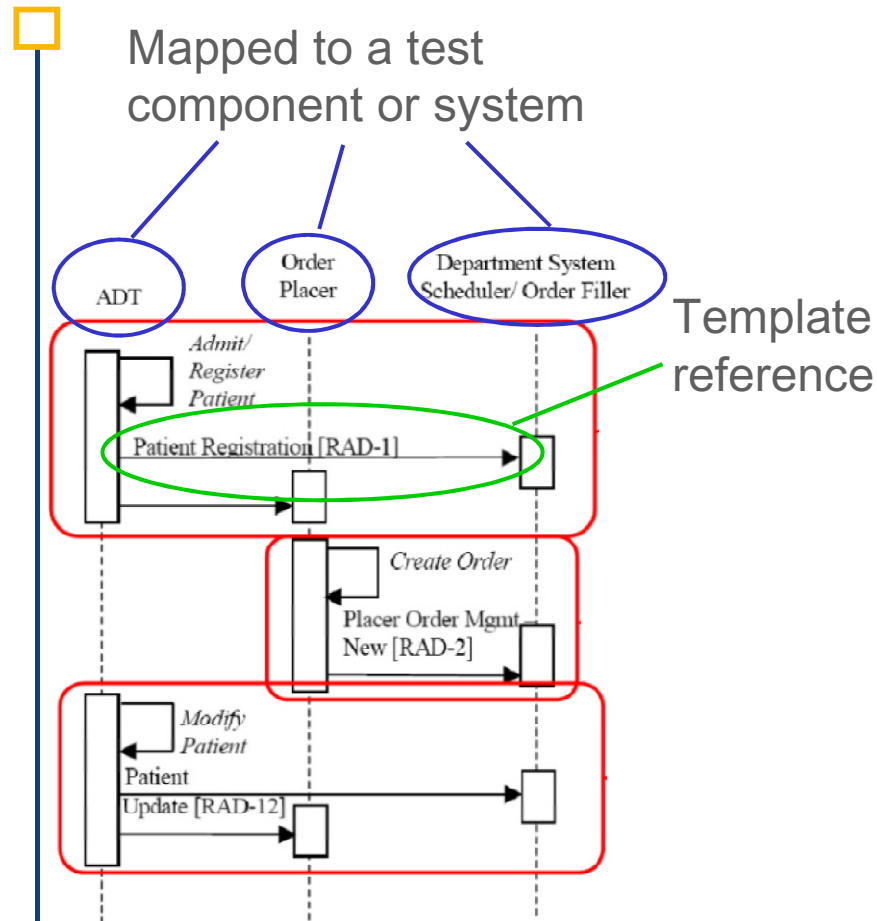 Mapped to a test
component or system
ADT
Order
Placer
Department System
Scheduler/ Order Filler
Template
reference
Admit/
Register
Patient
Patient Registration [RAD-1]
Create Order
Placer Order Mgmt –
New [RAD-2]
Modify
Patient
Patient
Update [RAD-12]